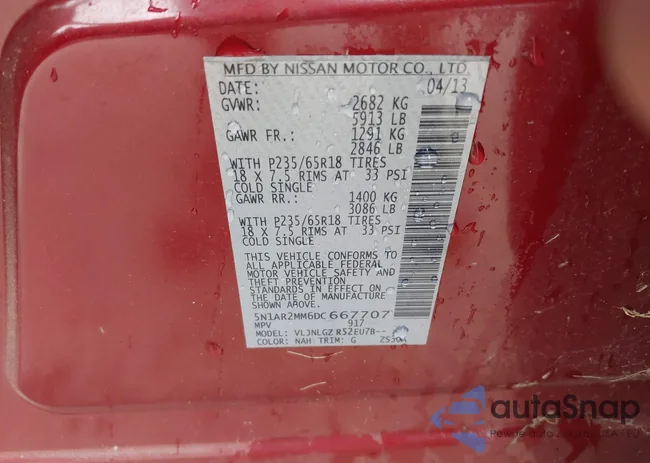 MFD BY NISSAN MOTOR CO., LTD.
DATE: 04/13
GVWR: 2682 KG
5913 LB
GAWR FR.: 1291 KG
2846 LB
WITH P235/65R18 TIRES
18 X 7.5 RIMS AT 33 PSI
COLD SINGLE
GAWR RR.: 1400 KG
3086 LB
WITH P235/65R18 TIRES
18 X 7.5 RIMS AT 33 PSI
COLD SINGLE
THIS VEHICLE CONFORMS TO
ALL APPLICABLE FEDERAL
MOTOR VEHICLE SAFETY AND
THEFT PREVENTION
STANDARDS IN EFFECT ON
THE DATE OF MANUFACTURE
SHOWN ABOVE.
5N1AR2MM6DC667707
MPV 917
MODEL: VLJNLGZ R52EU7B--
COLOR: NAH TRIM: G
autoSnap